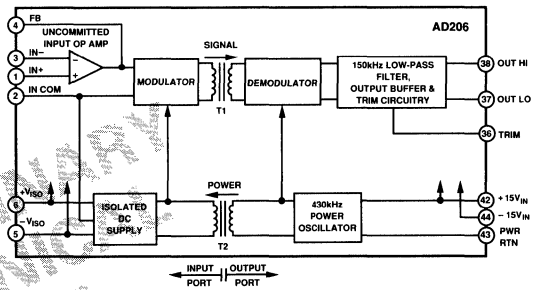 4 FB
UNCOMMITTED
INPUT OP AMP
AD206
3 IN–
1 IN+
2 IN COM
–
+
SIGNAL
MODULATOR
T1
DEMODULATOR
150kHz LOW-PASS
FILTER,
OUTPUT BUFFER &
TRIM CIRCUITRY
38 OUT HI
37 OUT LO
36 TRIM
+VISO
6
–VISO
5
ISOLATED
DC
SUPPLY
POWER
T2
430kHz
POWER
OSCILLATOR
42 +15VIN
44 –15VIN
43 PWR
RTN
INPUT OUTPUT
PORT PORT